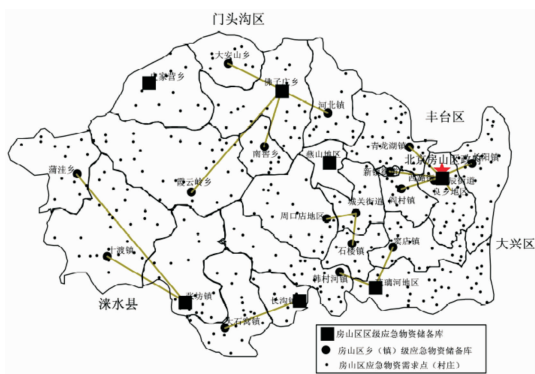 门头沟区
大安山乡
史家营乡
佛子庄乡
河北镇
丰台区
青龙湖镇
南窖乡
燕山地区
北京房山区
阳镇
蒲洼乡
霞云岭乡
新镇
良乡地区
阎村镇
城关街道
周口店地区
大兴区
石楼镇
窦店镇
十渡镇
韩村河镇
琉璃河地区
涞水县
张坊镇
长沟镇
大石窝镇
房山区区级应急物资储备库
房山区乡（镇）级应急物资储备库
房山区应急物资需求点（村庄）